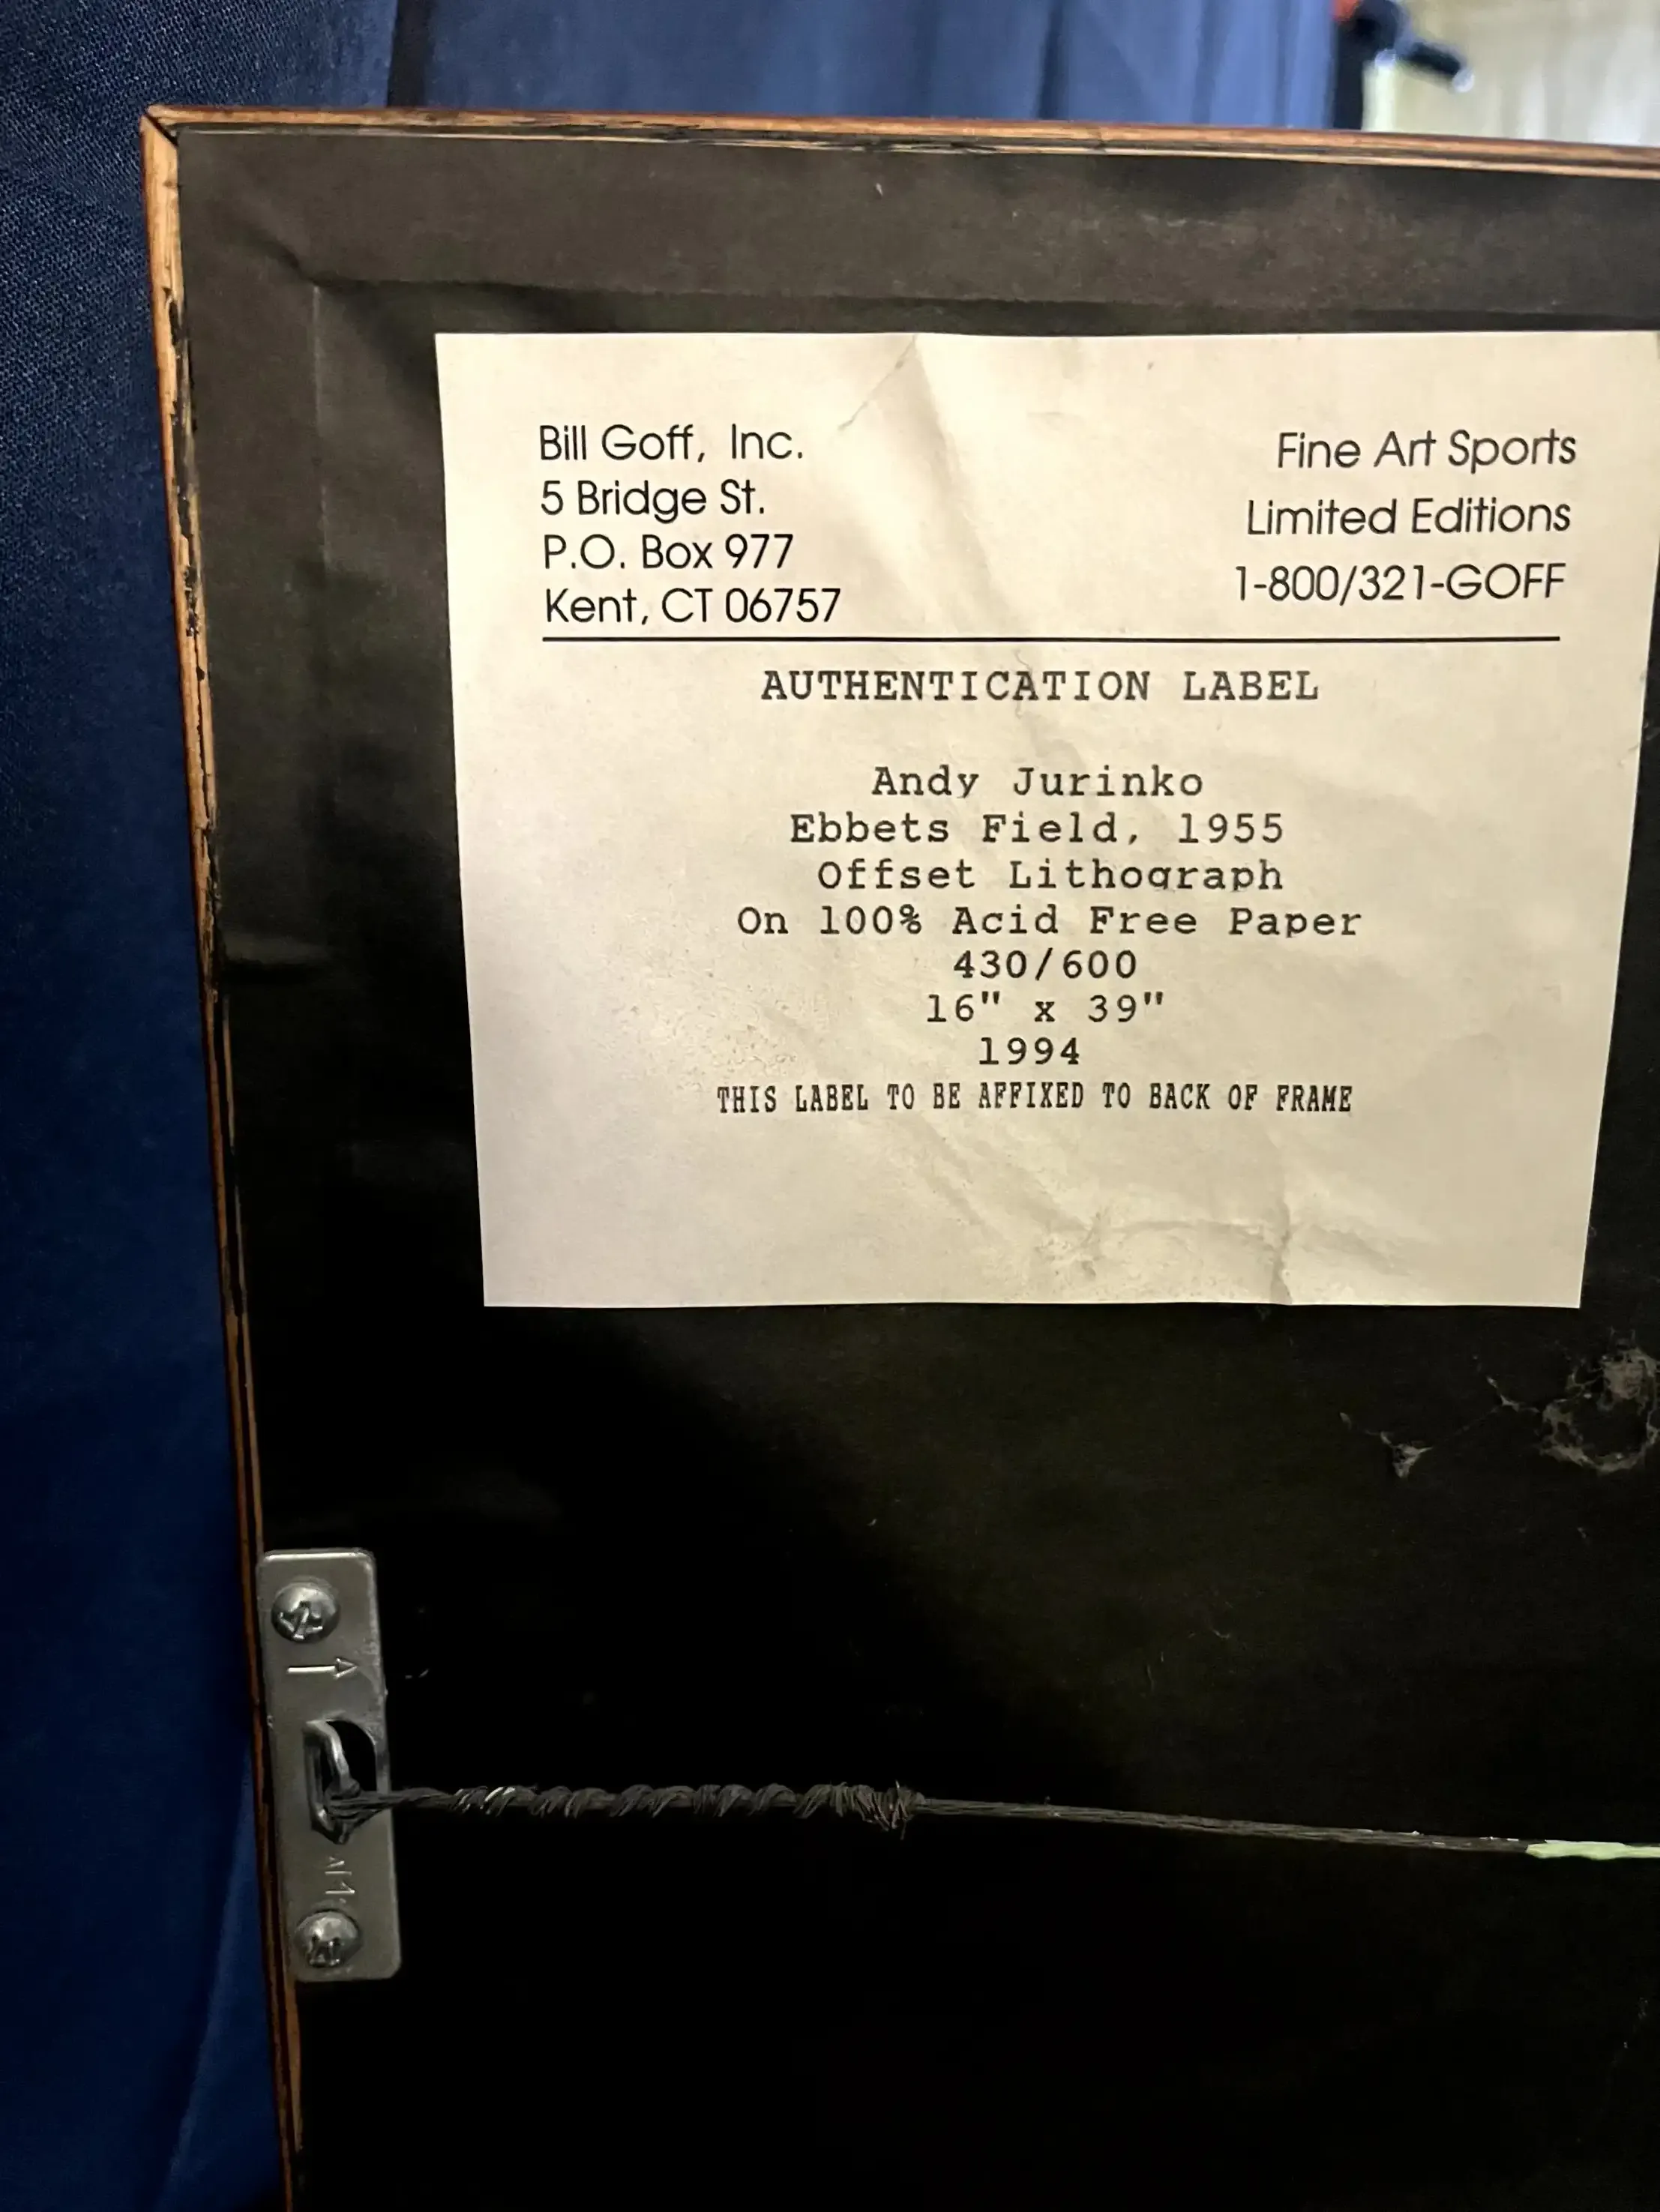 Bill Goff, Inc.
5 Bridge St.
P.O. Box 977
Kent, CT 06757
Fine Art Sports
Limited Editions
1-800/321-GOFF
AUTHENTICATION LABEL
Andy Jurinko
Ebbets Field, 1955
Offset Lithograph
On 100% Acid Free Paper
430/600
16" x 39"
1994
THIS LABEL TO BE AFFIXED TO BACK OF FRAME